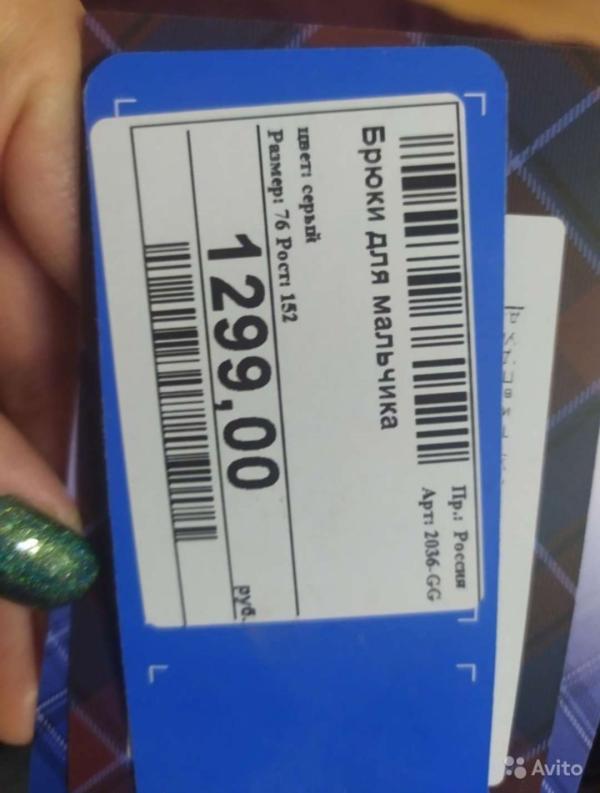 Пр.: Россия
Арт: 2036-GG
Брюки для мальчика
цвет: серый
Размер: 76 Рост: 152
1299,00
руб.
Avito